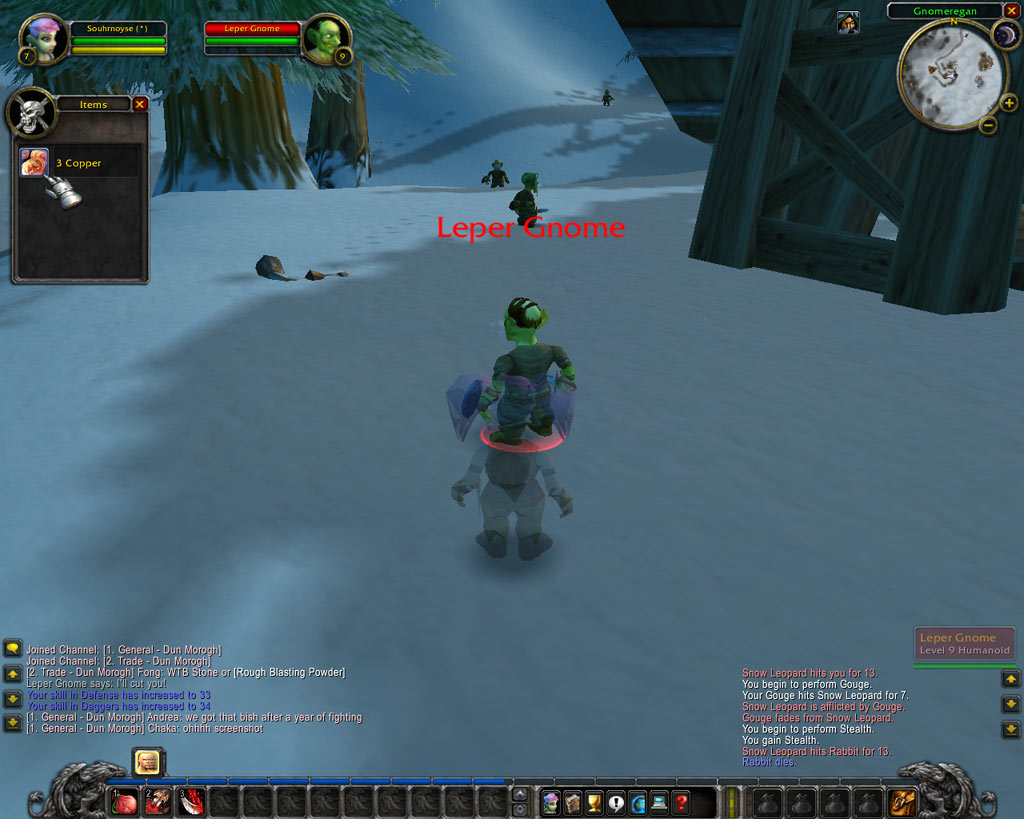 Souhrnoyse (*)
7
Leper Gnome
9
Gnomeregan
N
Items
3 Copper
Leper Gnome
Joined Channel: [1. General - Dun Morogh]
Joined Channel: [2. Trade - Dun Morogh]
[2. Trade - Dun Morogh] Fong: WTB Stone or [Rough Blasting Powder]
Leper Gnome says: I'll cut you!
Your skill in Defense has increased to 33
Your skill in Daggers has increased to 34
[1. General - Dun Morogh] Andrea: we got that bish after a year of fighting
[1. General - Dun Morogh] Chaka: ohhhh screenshot
Leper Gnome
Level 9 Humanoid
Snow Leopard hits you for 13.
You begin to perform Gouge.
Your Gouge hits Snow Leopard for 7.
Snow Leopard is afflicted by Gouge.
Gouge fades from Snow Leopard.
You begin to perform Stealth.
You gain Stealth.
Snow Leopard hits Rabbit for 13.
Rabbit dies.
1 2 3